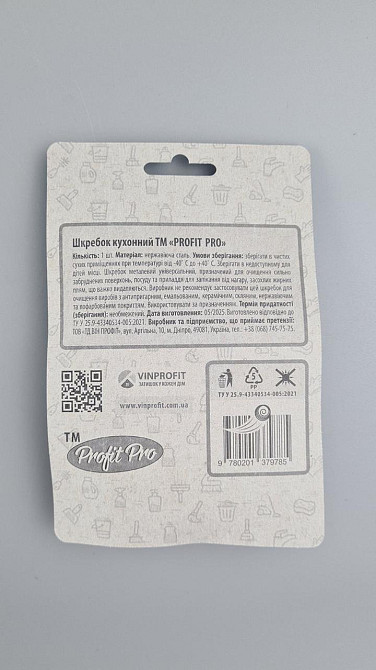 Шкребок кухонний ТМ «PROFIT PRO»
Кількість: 1 шт. Матеріал: нержавіюча сталь. Умови зберігання: зберігати в чистих
сухих приміщеннях при температурі від -40˚ С до +40˚ С. Зберігати в недоступному для
дітей місці. Шкребок металевий універсальний, призначений для очищення сильно
забруднених поверхонь, посуду та приладдя для запікання від нагару, засохлих жирних
плям, що важко видаляються. Виробник не рекомендує застосовувати цей шкребок для
очищення виробів з антипригарним, емальованим, керамічним, скляним, нержавіючим
та пофарбованим покриттям. Використовувати за призначенням. Термін придатності
(зберігання): необмежений. Дата виготовлення: 05/2025. Виготовлено відповідно до
ТУ У 25.9-43340534-005:2021. Виробник та підприємство, що приймає претензії:
ТОВ «ТД ВІН ПРОФІТ», вул. Артільна, 10, м. Дніпро, 49081, Україна, тел.: +38 (068) 745-75-75.
VINPROFIT
ЗАТИШОК У КОЖЕН ДІМ
www.vinprofit.com.ua
5
PP
ТУ У 25.9-43340534-005:2021
TM
Profit Pro
9 780201 379785